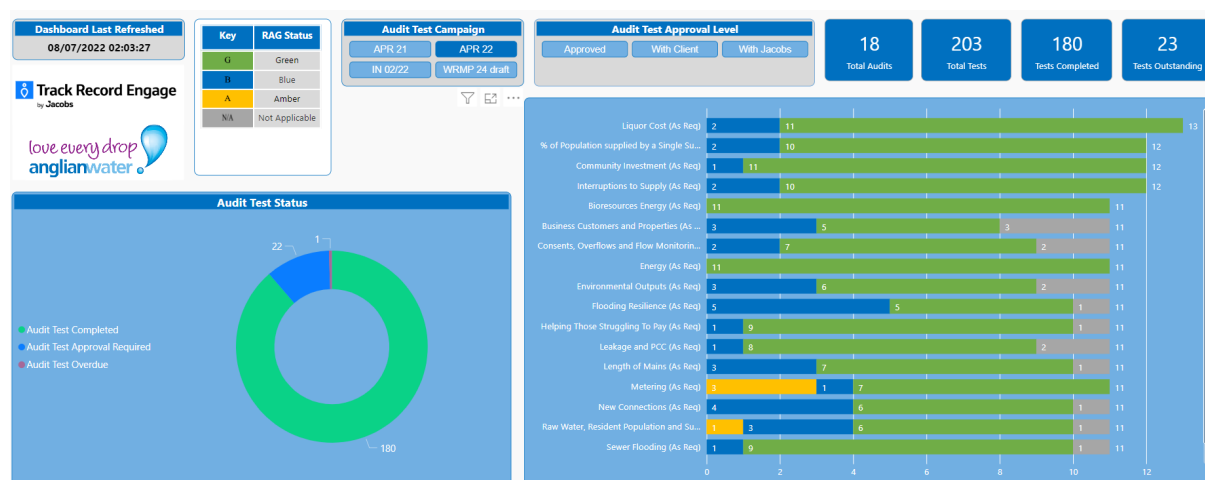 Dashboard Last Refreshed
08/07/2022 02:03:27
Track Record Engage
by Jacobs
love every drop
anglianwater
Key RAG Status
G Green
B Blue
A Amber
N/A Not Applicable
Audit Test Campaign
APR 21 APR 22
IN 02/22 WRMP 24 draft
Audit Test Approval Level
Approved With Client With Jacobs
18
Total Audits
203
Total Tests
180
Tests Completed
23
Tests Outstanding
Audit Test Status
1
22
180
Audit Test Completed
Audit Test Approval Required
Audit Test Overdue
Liquor Cost (As Req) 2 11 13
% of Population supplied by a Single Su... 2 10 12
Community Investment (As Req) 1 11 12
Interruptions to Supply (As Req) 2 10 12
Bioresources Energy (As Req) 11 11
Business Customers and Properties (As ... 3 5 3 11
Consents, Overflows and Flow Monitorin... 2 7 2 11
Energy (As Req) 11 11
Environmental Outputs (As Req) 3 6 2 11
Flooding Resilience (As Req) 5 5 1 11
Helping Those Struggling To Pay (As Req) 1 9 1 11
Leakage and PCC (As Req) 1 8 2 11
Length of Mains (As Req) 3 7 1 11
Metering (As Req) 3 1 7 11
New Connections (As Req) 4 6 1 11
Raw Water, Resident Population and Su... 1 3 6 1 11
Sewer Flooding (As Req) 1 9 1 11
0 2 4 6 8 10 12